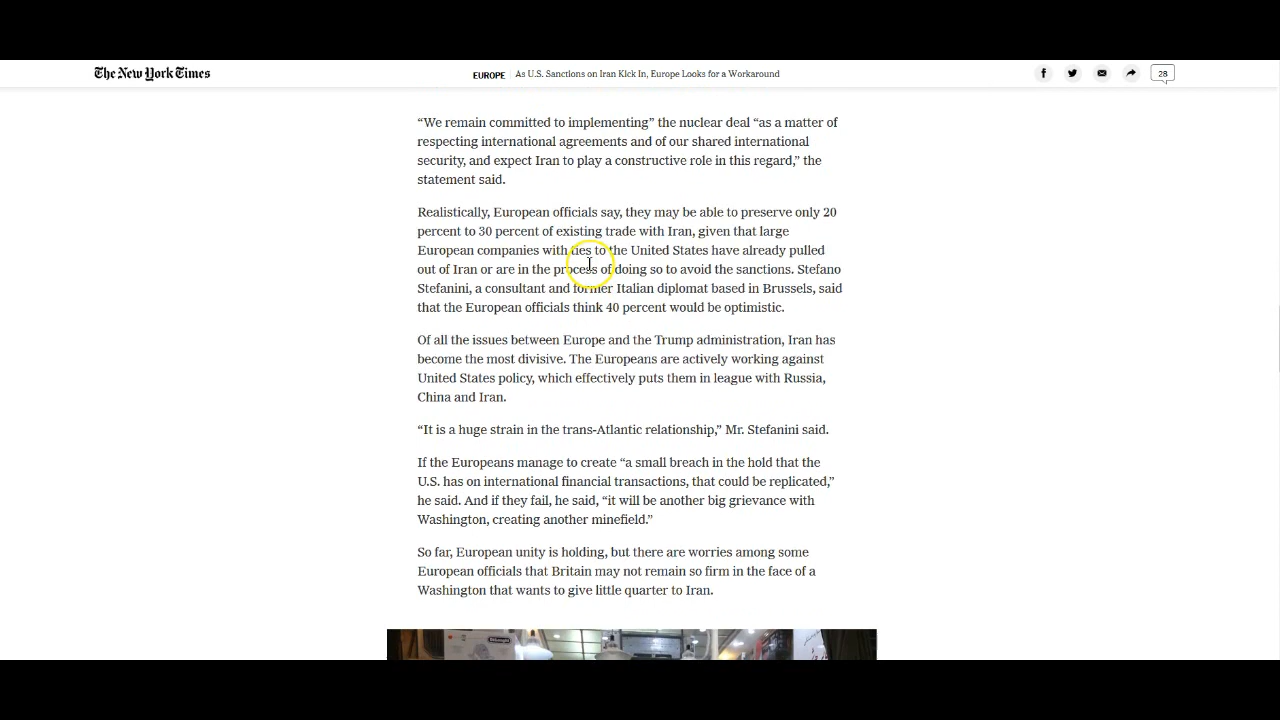 The New York Times
EUROPE | As U.S. Sanctions on Iran Kick In, Europe Looks for a Workaround
28
“We remain committed to implementing” the nuclear deal “as a matter of
respecting international agreements and of our shared international
security, and expect Iran to play a constructive role in this regard,” the
statement said.
Realistically, European officials say, they may be able to preserve only 20
percent to 30 percent of existing trade with Iran, given that large
European companies with ties to the United States have already pulled
out of Iran or are in the process of doing so to avoid the sanctions. Stefano
Stefanini, a consultant and former Italian diplomat based in Brussels, said
that the European officials think 40 percent would be optimistic.
Of all the issues between Europe and the Trump administration, Iran has
become the most divisive. The Europeans are actively working against
United States policy, which effectively puts them in league with Russia,
China and Iran.
“It is a huge strain in the trans-Atlantic relationship,” Mr. Stefanini said.
If the Europeans manage to create “a small breach in the hold that the
U.S. has on international financial transactions, that could be replicated,”
he said. And if they fail, he said, “it will be another big grievance with
Washington, creating another minefield.”
So far, European unity is holding, but there are worries among some
European officials that Britain may not remain so firm in the face of a
Washington that wants to give little quarter to Iran.